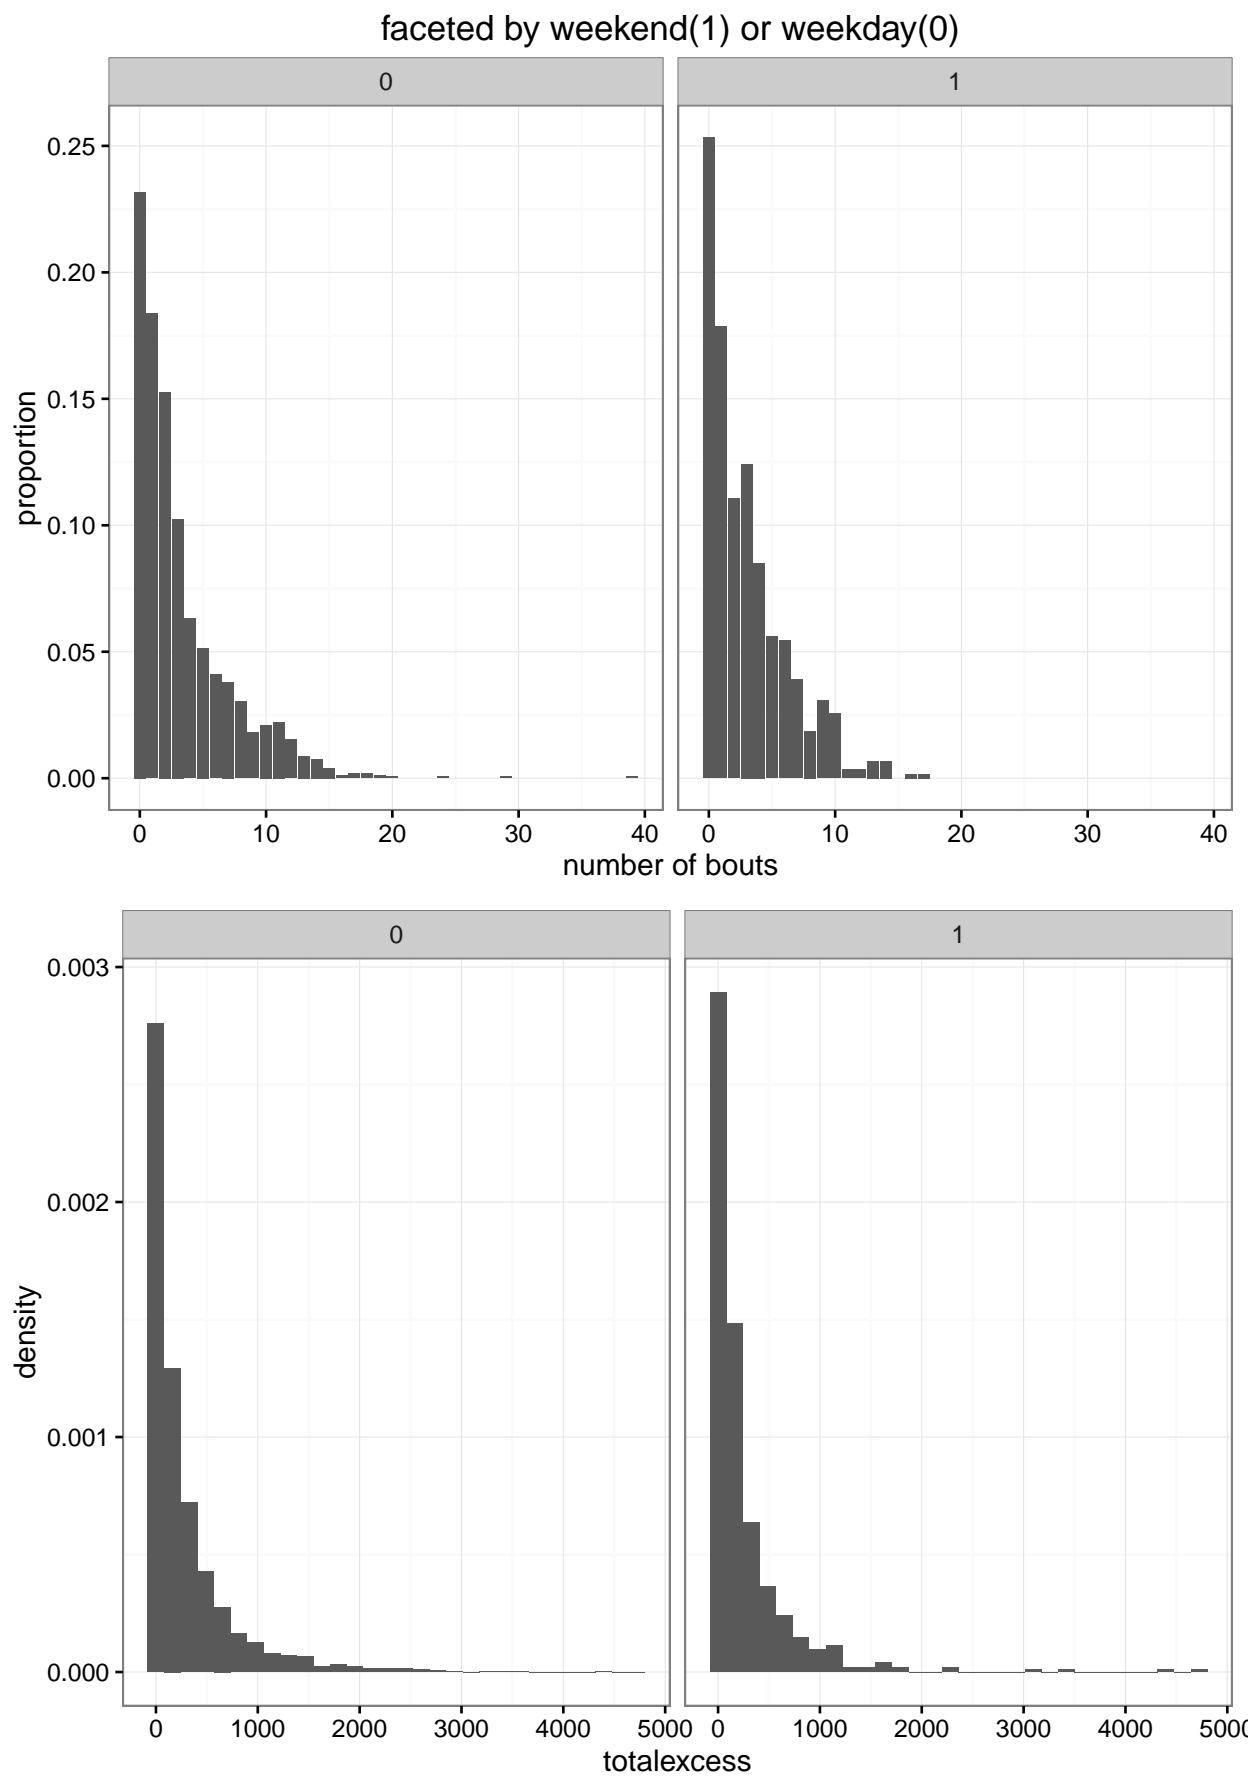 faceted by weekend(1) or weekday(0)
0 1
0.25
0.20
0.15
0.10
0.05
0.00
proportion
0 10 20 30 40 0 10 20 30 40
number of bouts
0 1
0.003
0.002
0.001
0.000
density
0 1000 2000 3000 4000 5000 0 1000 2000 3000 4000 5000
totalexcess